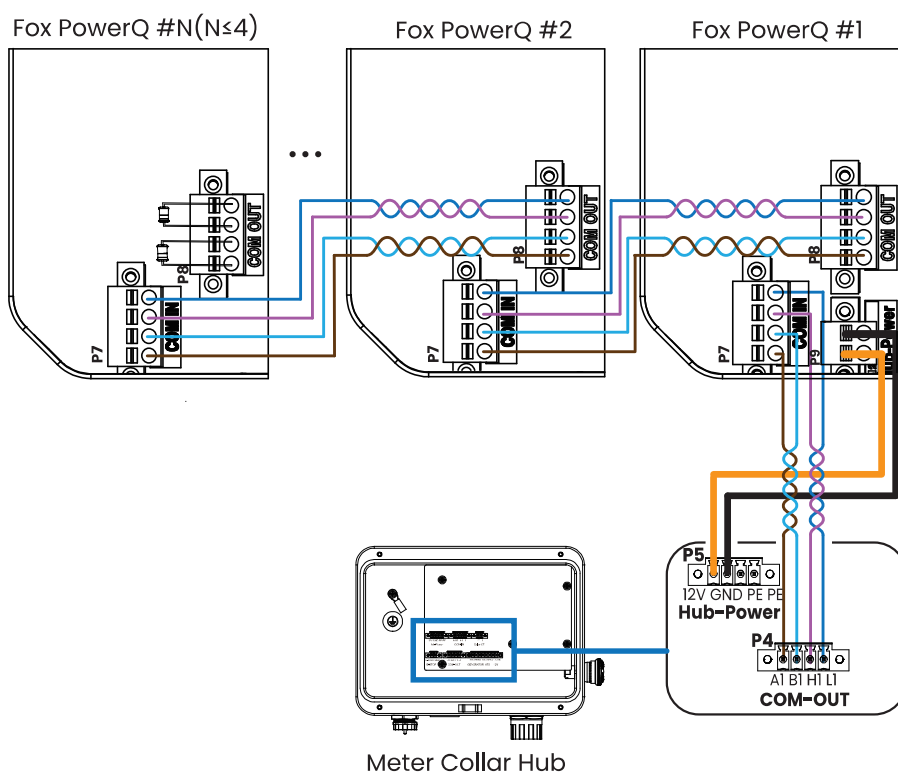 Fox PowerQ #N(N≤4)
Fox PowerQ #2
Fox PowerQ #1
...
P8
COM OUT
P7
COM IN
P8
COM OUT
P7
COM IN
P8
COM OUT
P7
COM IN
P9
Hub-Power
P5
12V GND PE PE
Hub-Power
P4
A1 B1 H1 L1
COM-OUT
Meter Collar Hub